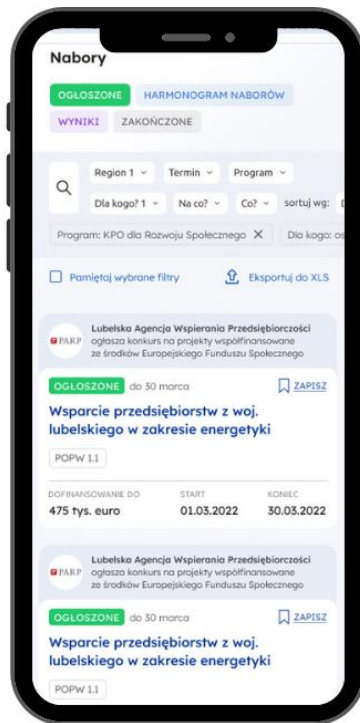 Nabory
OGŁOSZONE HARMONOGRAM NABORÓW
WYNIKI ZAKOŃCZONE
Region 1 Termin Program
Dla kogo? 1 Na co? Co? sortuj wg:
Program: KPO dla Rozwoju Społecznego X Dla kogo: os
Pamiętaj wybrane filtry Eksportuj do XLS
PARP
Lubelska Agencja Wspierania Przedsiębiorczości
ogłasza konkurs na projekty współfinansowane
ze środków Europejskiego Funduszu Społecznego
OGŁOSZONE do 30 marca ZAPISZ
Wsparcie przedsiębiorstw z woj.
lubelskiego w zakresie energetyki
POPW 1.1
DOFINANSOWANIE DO START KONIEC
475 tys. euro 01.03.2022 30.03.2022
PARP
Lubelska Agencja Wspierania Przedsiębiorczości
ogłasza konkurs na projekty współfinansowane
ze środków Europejskiego Funduszu Społecznego
OGŁOSZONE do 30 marca ZAPISZ
Wsparcie przedsiębiorstw z woj.
lubelskiego w zakresie energetyki
POPW 1.1